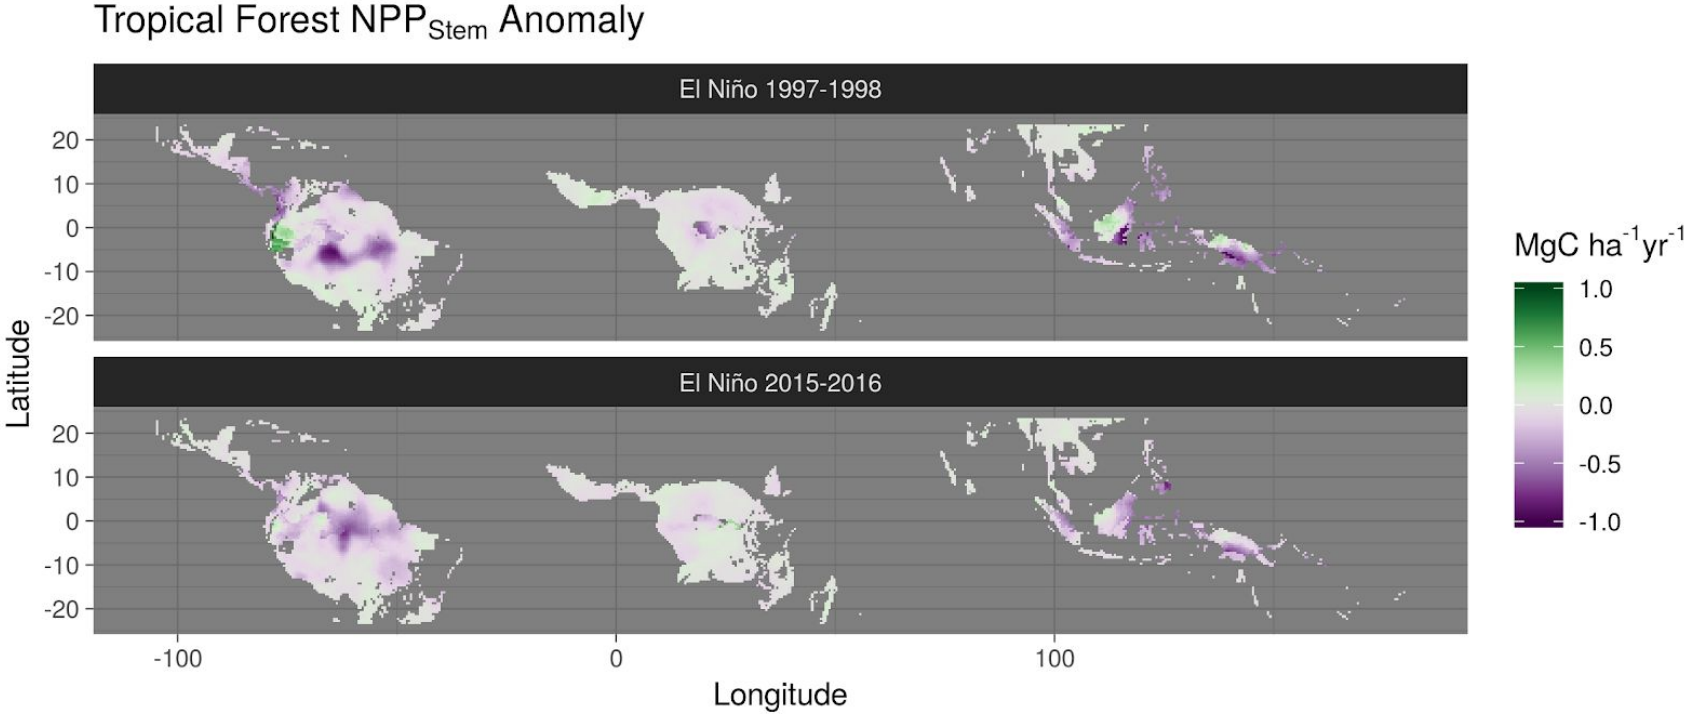 Tropical Forest NPPStem Anomaly
El Niño 1997-1998
20
10
0
-10
-20
El Niño 2015-2016
20
10
0
-10
-20
-100 0 100
Longitude
Latitude
MgC ha-1yr-1
1.0
0.5
0.0
-0.5
-1.0